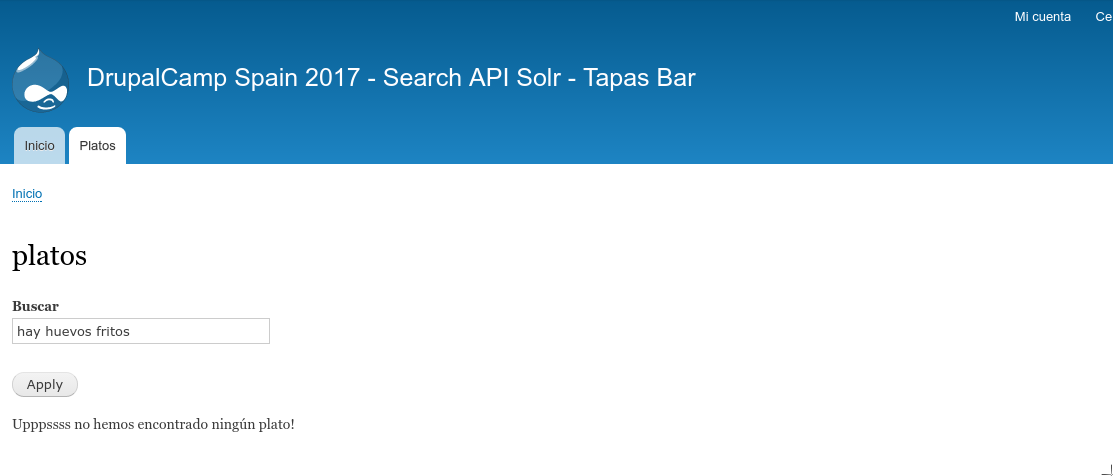 Mi cuenta Ce
DrupalCamp Spain 2017 - Search API Solr - Tapas Bar
Inicio Platos
Inicio
platos
Buscar
hay huevos fritos
Apply
Upppssss no hemos encontrado ningún plato!